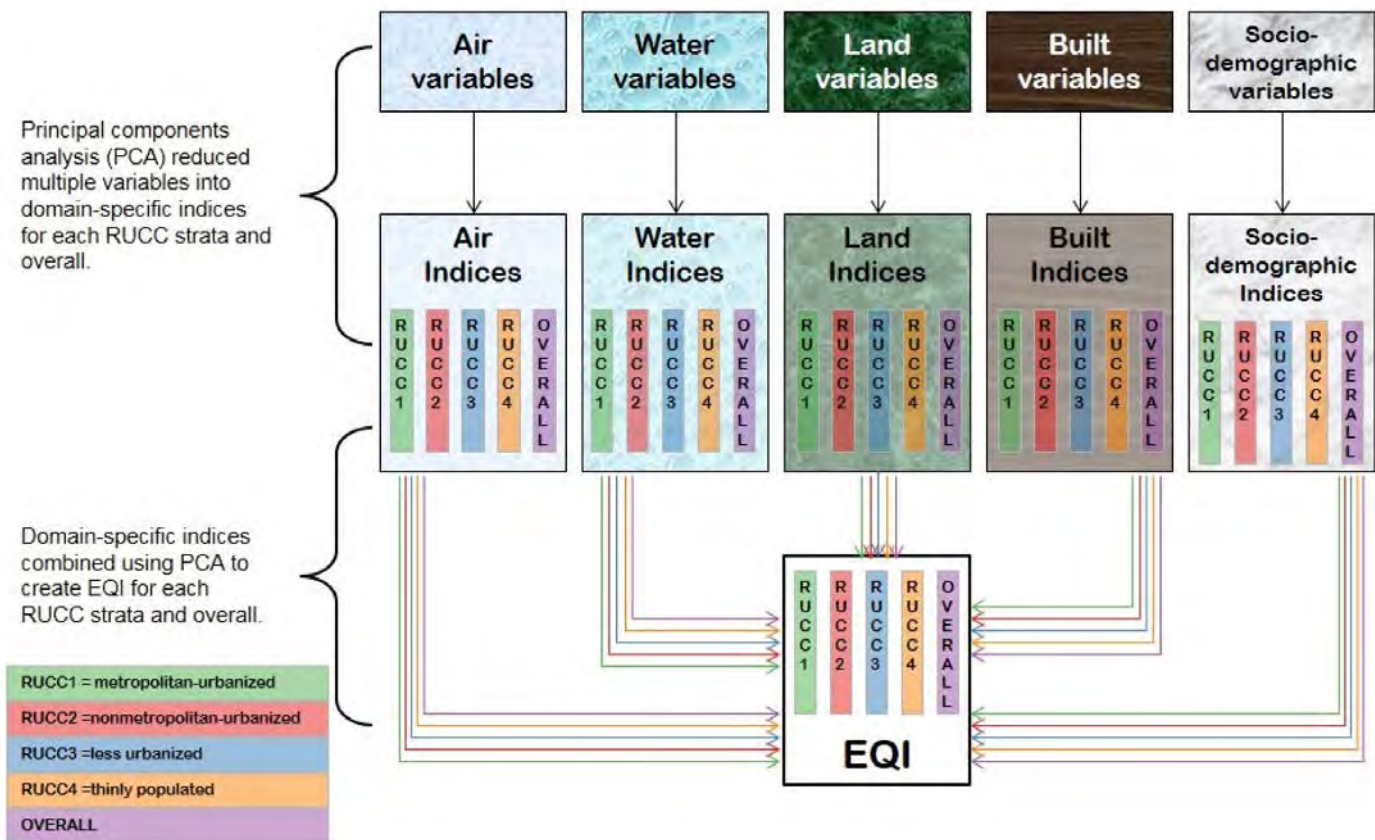 Air
variables
Water
variables
Land
variables
Built
variables
Socio-
demographic
variables
Principal components
analysis (PCA) reduced
multiple variables into
domain-specific indices
for each RUCC strata and
overall.
Air
Indices
RUCC1
RUCC2
RUCC3
RUCC4
OVERALL
Water
Indices
RUCC1
RUCC2
RUCC3
RUCC4
OVERALL
Land
Indices
RUCC1
RUCC2
RUCC3
RUCC4
OVERALL
Built
Indices
RUCC1
RUCC2
RUCC3
RUCC4
OVERALL
Socio-
demographic
Indices
RUCC1
RUCC2
RUCC3
RUCC4
OVERALL
Domain-specific indices
combined using PCA to
create EQI for each
RUCC strata and overall.
RUCC1
RUCC2
RUCC3
RUCC4
OVERALL
EQI
RUCC1 = metropolitan-urbanized
RUCC2 =nonmetropolitan-urbanized
RUCC3 =less urbanized
RUCC4 =thinly populated
OVERALL